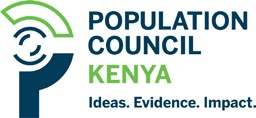 POPULATION
COUNCIL
KENYA
Ideas. Evidence. Impact.